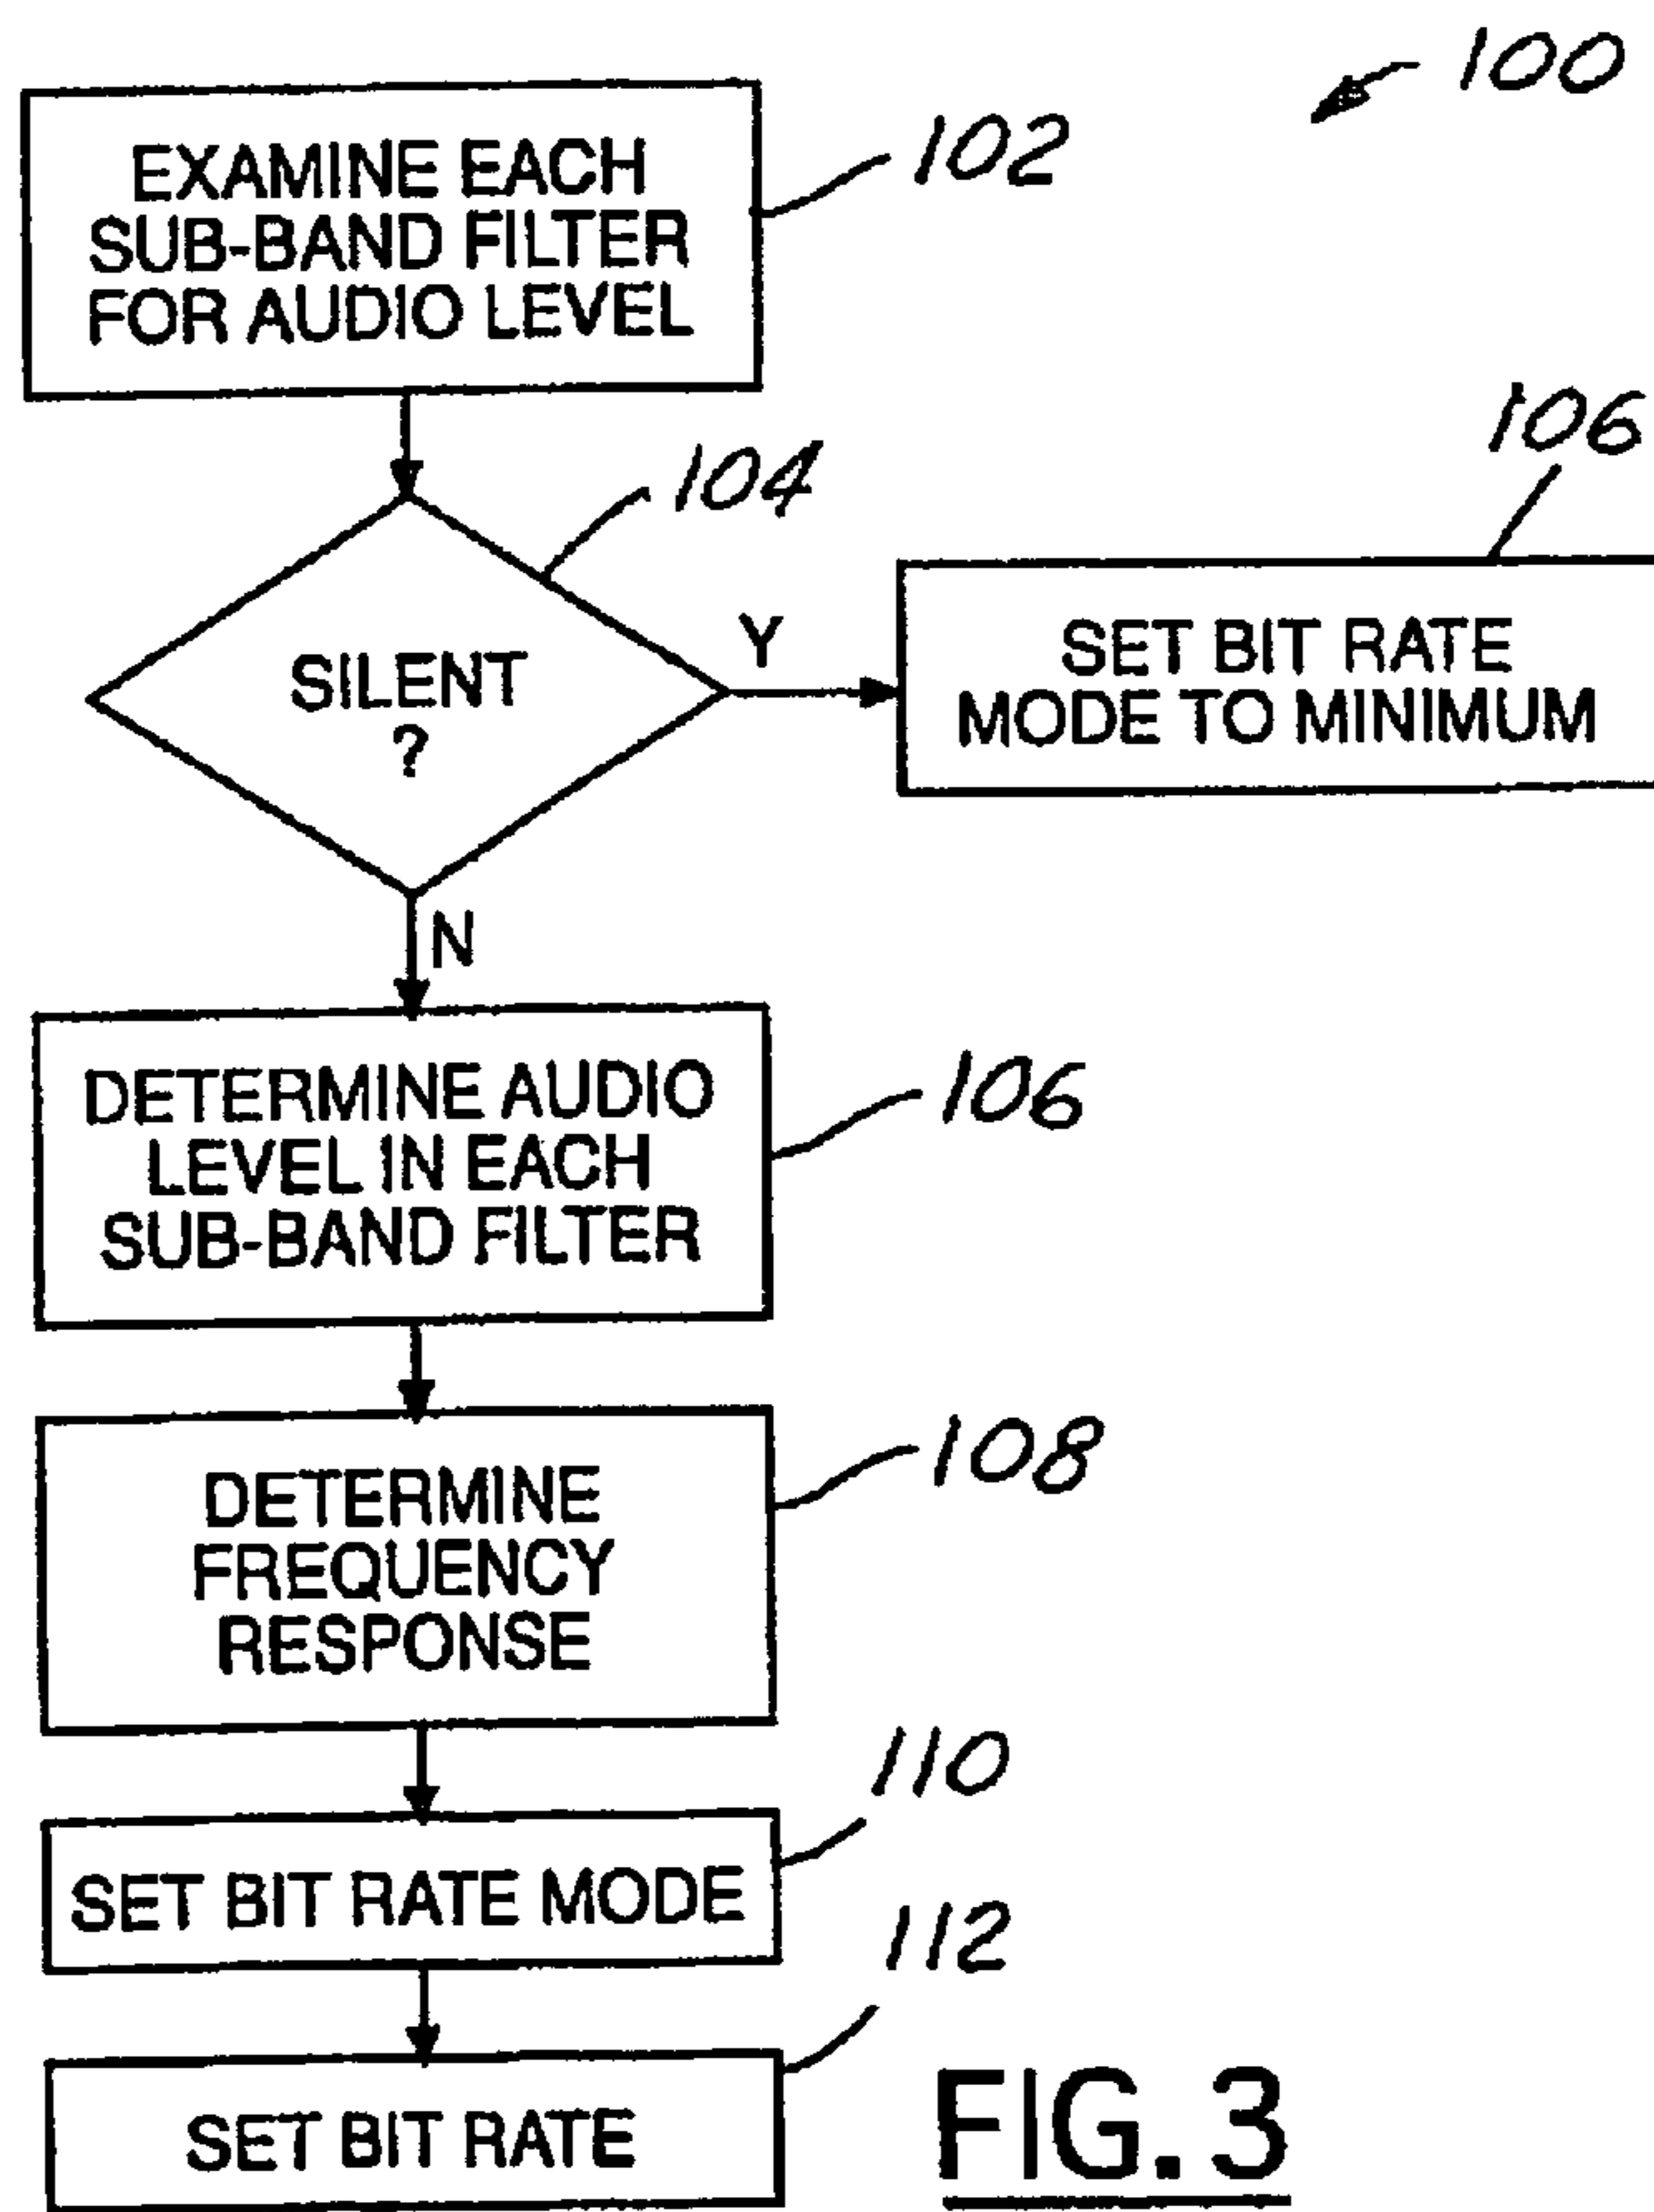 100
EXAMINE EACH
SUB-BAND FILTER
FOR AUDIO LEVEL
102
104
SILENT
?
Y
106
SET BIT RATE
MODE TO MINIMUM
N
DETERMINE AUDIO
LEVEL IN EACH
SUB-BAND FILTER
106
DETERMINE
FREQUENCY
RESPONSE
108
110
SET BIT RATE MODE
112
SET BIT RATE
FIG. 3